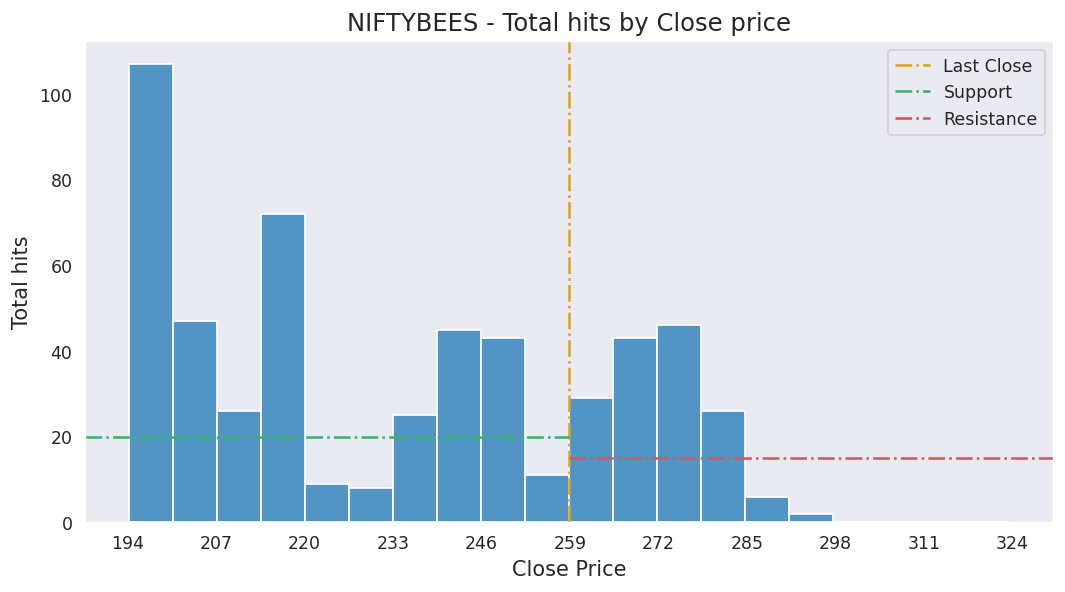 NIFTYBEES - Total hits by Close price
Last Close
Support
Resistance
Total hits
100
80
60
40
20
0
194 207 220 233 246 259 272 285 298 311 324
Close Price